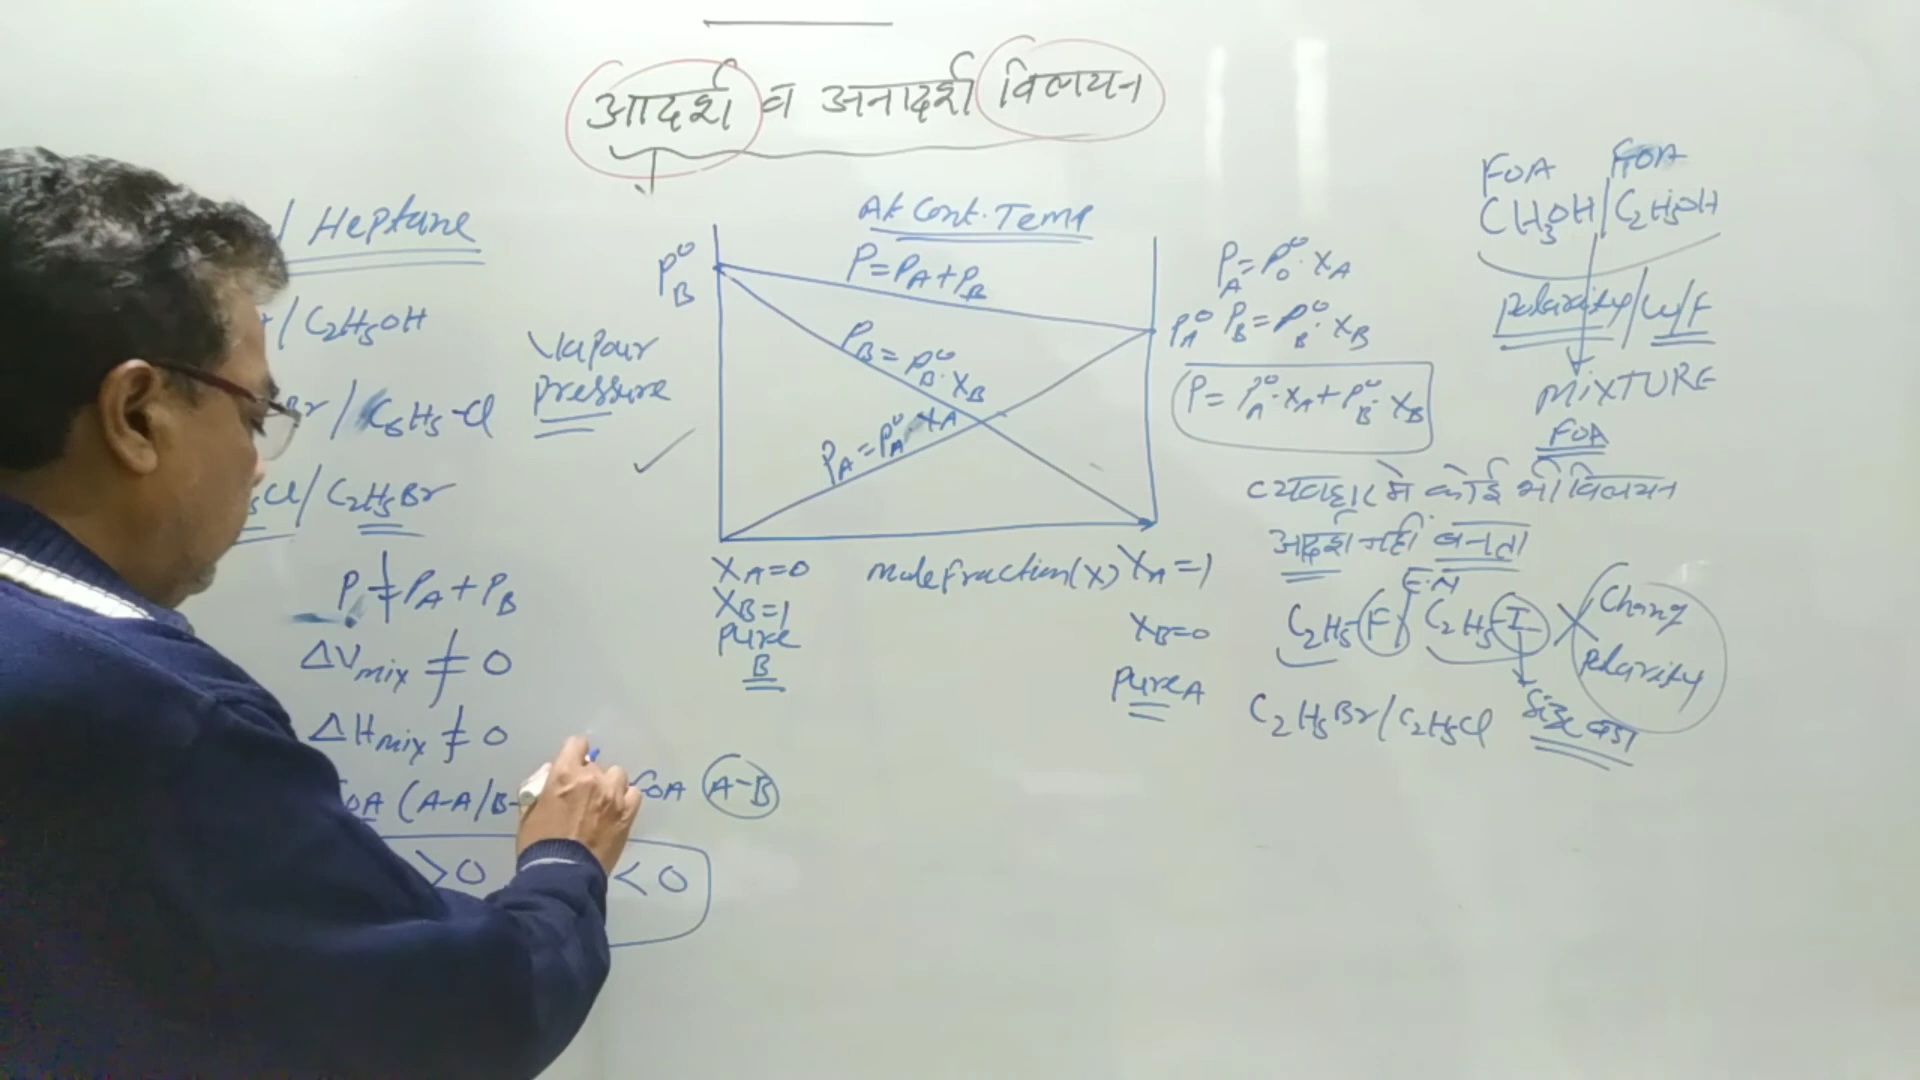 आदर्श व अनादर्श विलयन
Heptane
/ C₂H₅OH
Br / C₆H₅-Cl
Cl / C₂H₅Br
P ≠ PA + PB
ΔVmix ≠ 0
ΔHmix ≠ 0
FOA (A-A/B- FOA A-B
>0 <0
Vapour
pressure
At Cont. Temp
P°B
P = PA + PB
PB = P°B · XB
PA = P°A · XA
P°A
XA = 0
XB = 1
pure
B
mole fraction (x)
XA = 1
XB = 0
pure A
PA = P°0 · XA
PB = P°B · XB
P = P°A · XA + P°B · XB
FOA FOA
CH₃OH / C₂H₅OH
polarity /
MIXTURE
FOA
व्यवहार मे कोई भी विलयन
आदर्श नहीं बनता
E.N
C₂H₅-F / C₂H₅-I
Chang
polarity
C₂H₅Br / C₂H₅Cl